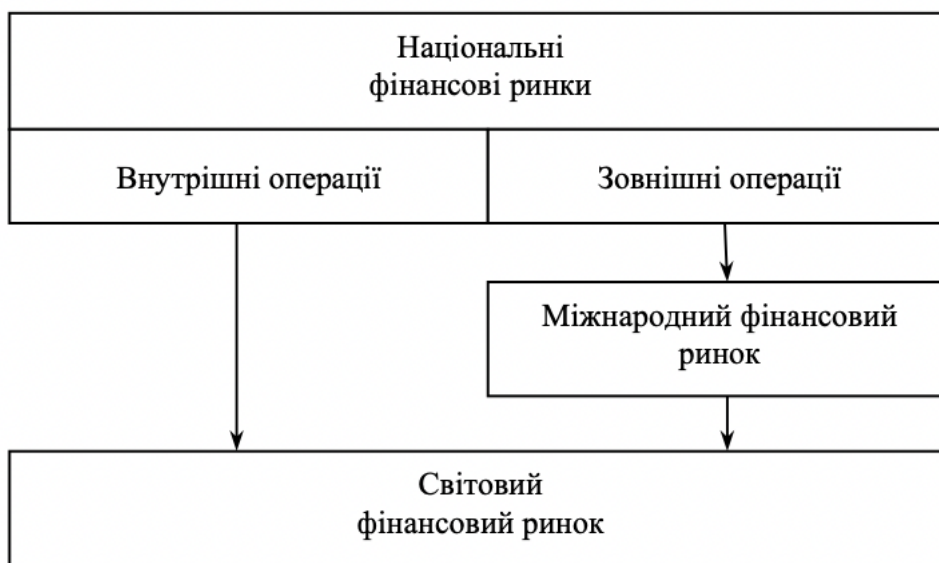 Національні
фінансові ринки
Внутрішні операції
Зовнішні операції
Міжнародний фінансовий
ринок
Світовий
фінансовий ринок